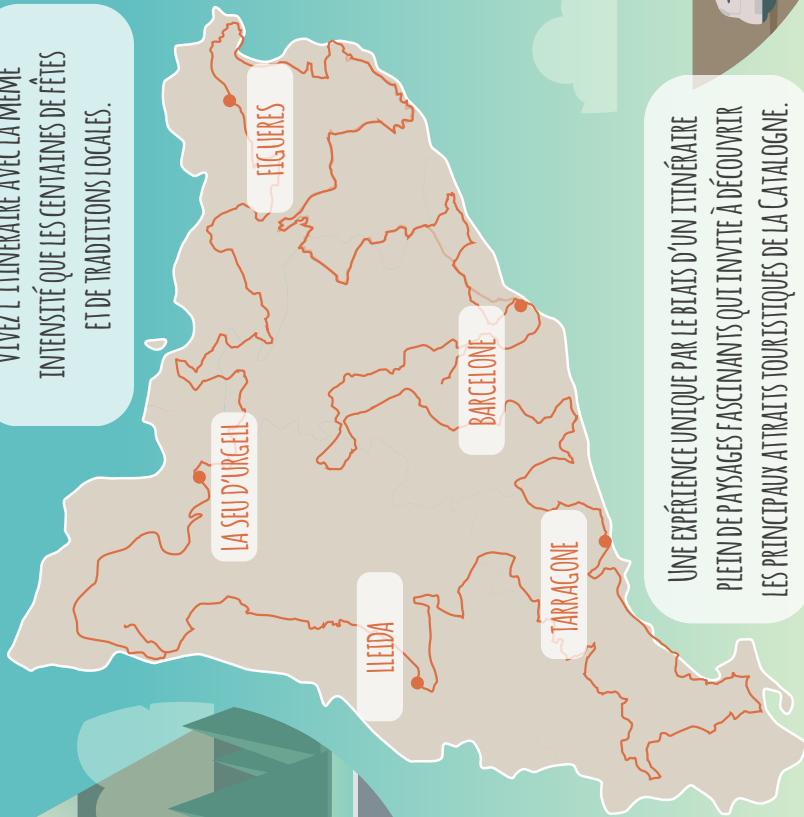 VIVEZ L'ITINÉRAIRE AVEC LA MÊME
INTENSITÉ QUE LES CENTAINES DE FÊTES
ET DE TRADITIONS LOCALES.
LA SEU D'URGELL
FIGUERES
LLEIDA
BARCELONE
TARRAGONE
UNE EXPÉRIENCE UNIQUE PAR LE BIAIS D'UN ITINÉRAIRE
PLEIN DE PAYSAGES FASCINANTS QUI INVITE À DÉCOUVRIR
LES PRINCIPAUX ATTRAITS TOURISTIQUES DE LA CATALOGNE.